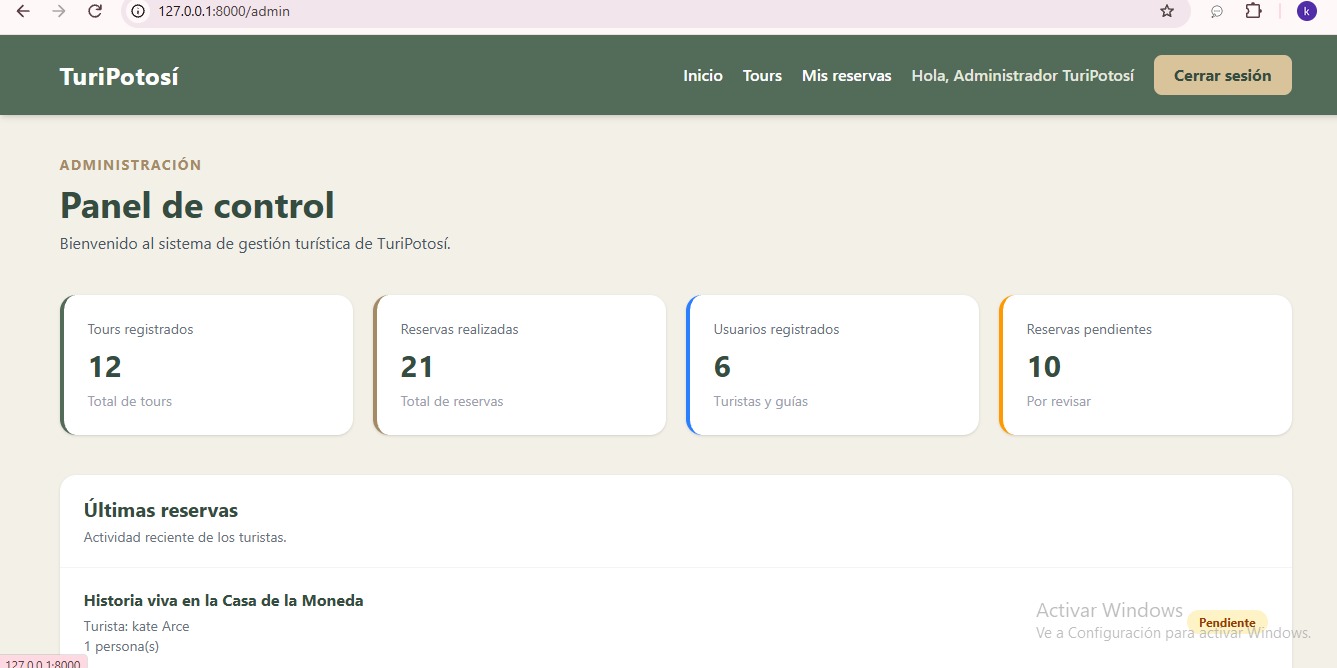 127.0.0.1:8000/admin
k
TuriPotosí
Inicio Tours Mis reservas Hola, Administrador TuriPotosí Cerrar sesión
ADMINISTRACIÓN
Panel de control
Bienvenido al sistema de gestión turística de TuriPotosí.
Tours registrados
12
Total de tours
Reservas realizadas
21
Total de reservas
Usuarios registrados
6
Turistas y guías
Reservas pendientes
10
Por revisar
Últimas reservas
Actividad reciente de los turistas.
Historia viva en la Casa de la Moneda
Turista: kate Arce
1 persona(s)
Pendiente
Activar Windows
Ve a Configuración para activar Windows.
127.0.0.1:8000